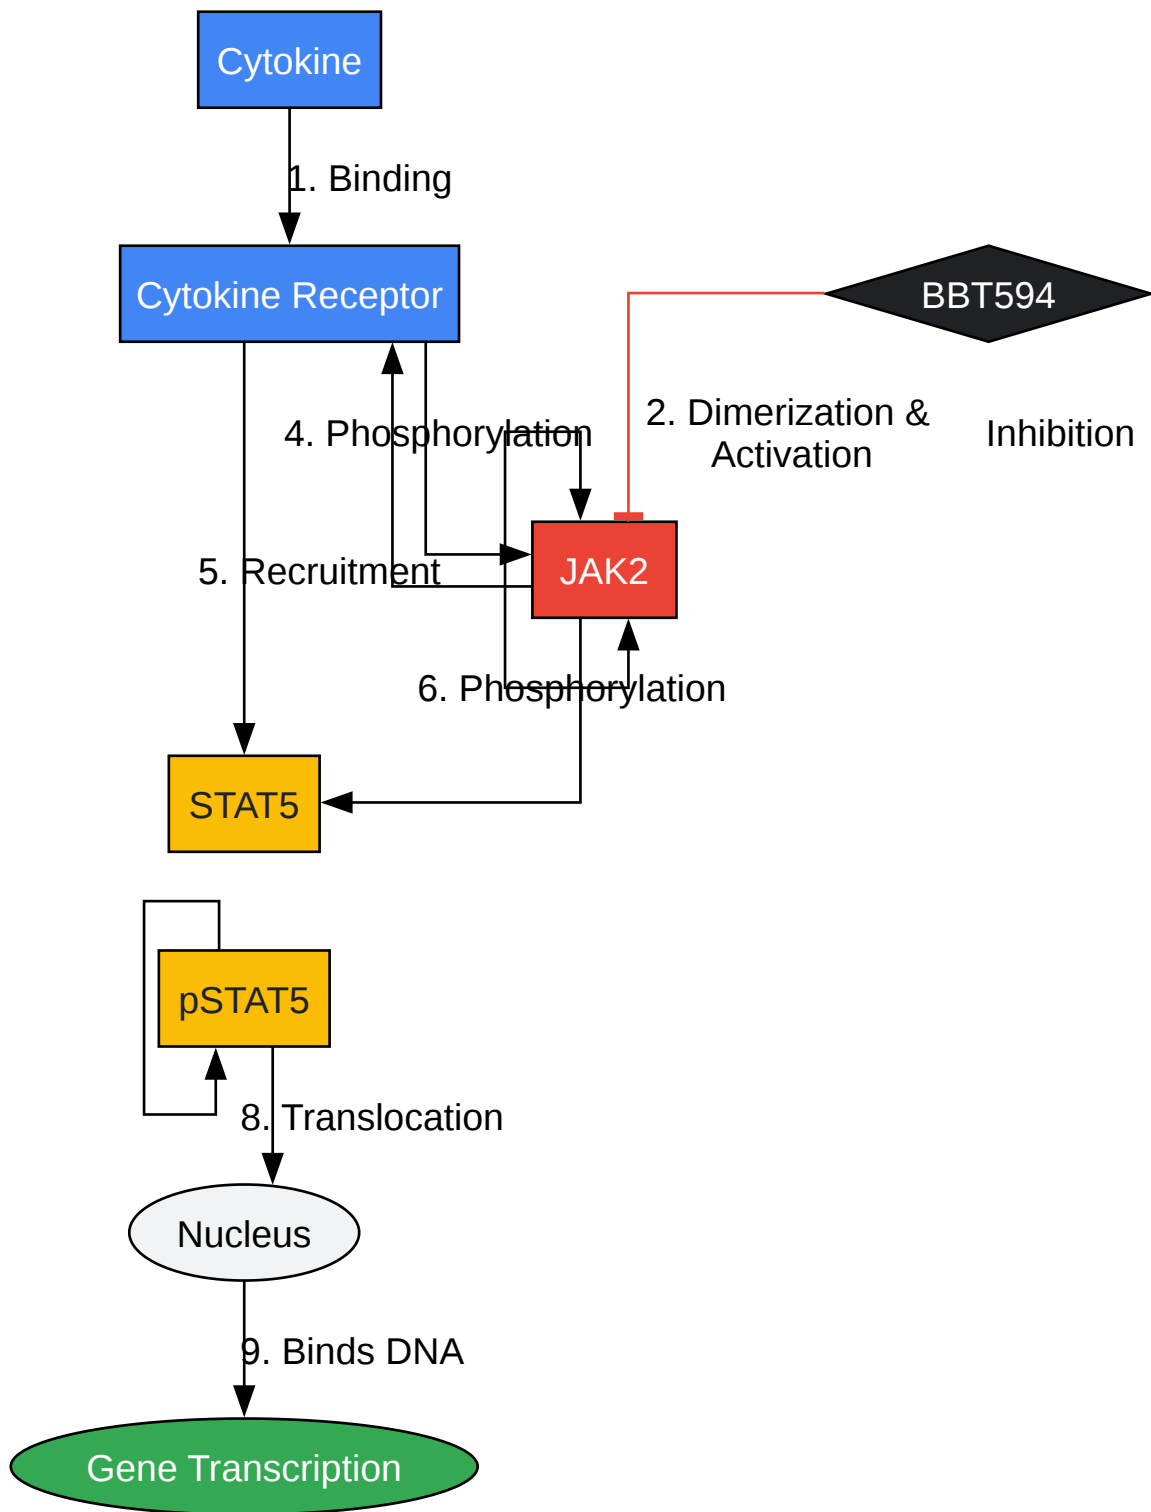 Cytokine
1. Binding
Cytokine Receptor
BBT594
4. Phosphorylation
2. Dimerization &
Activation
Inhibition
5. Recruitment
JAK2
6. Phosphorylation
STAT5
pSTAT5
8. Translocation
Nucleus
9. Binds DNA
Gene Transcription